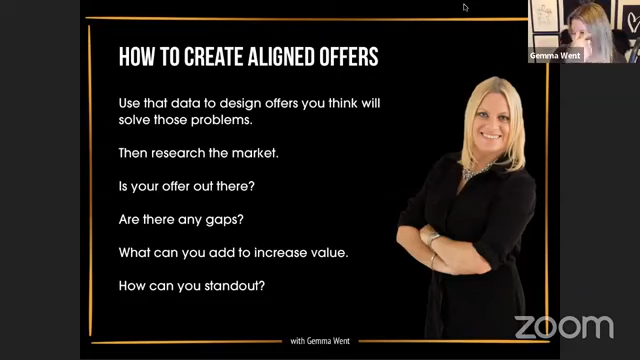 HOW TO CREATE ALIGNED OFFERS
Use that data to design offers you think will
solve those problems.
Then research the market.
Is your offer out there?
Are there any gaps?
What can you add to increase value.
How can you standout?
with Gemma Went
Gemma Went
zoom